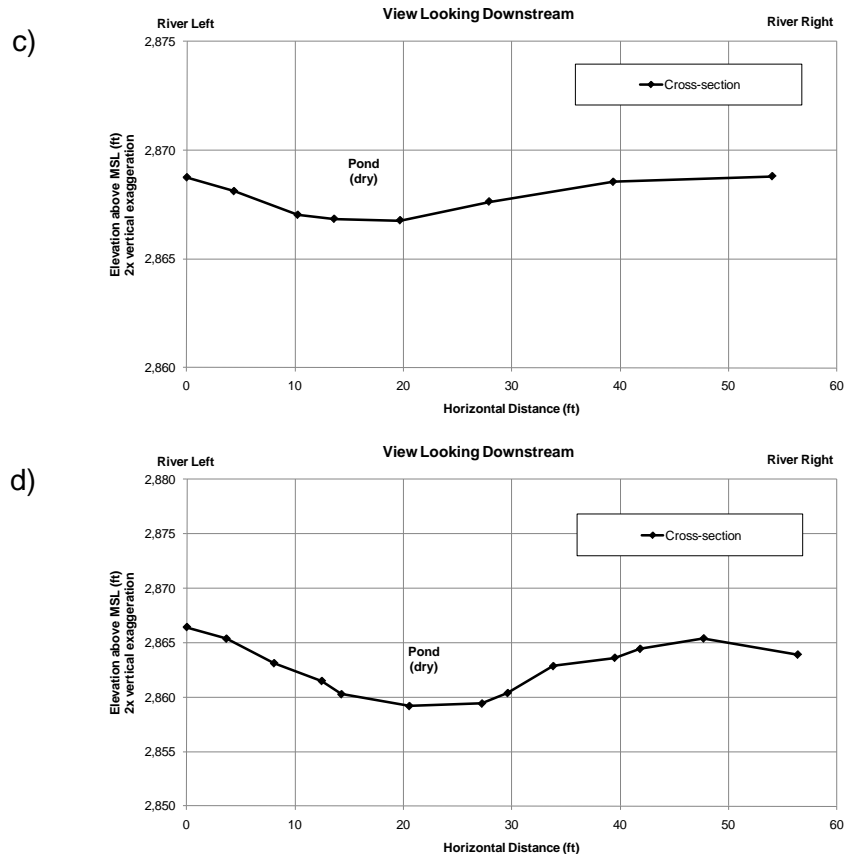 c)
View Looking Downstream
River Left
River Right
2,875
2,870
2,865
2,860
Elevation above MSL (ft)
2x vertical exaggeration
Cross-section
Pond
(dry)
0 10 20 30 40 50 60
Horizontal Distance (ft)
d)
View Looking Downstream
River Left
River Right
2,880
2,875
2,870
2,865
2,860
2,855
2,850
Elevation above MSL (ft)
2x vertical exaggeration
Cross-section
Pond
(dry)
0 10 20 30 40 50 60
Horizontal Distance (ft)